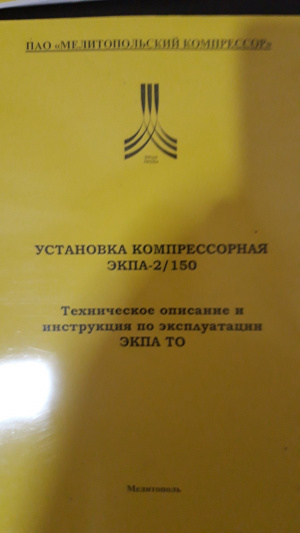 ПАО «МЕЛИТОПОЛЬСКИЙ КОМПРЕССОР»
УСТАНОВКА КОМПРЕССОРНАЯ
ЭКПА-2/150
Техническое описание и
инструкция по эксплуатации
ЭКПА ТО
Мелитополь